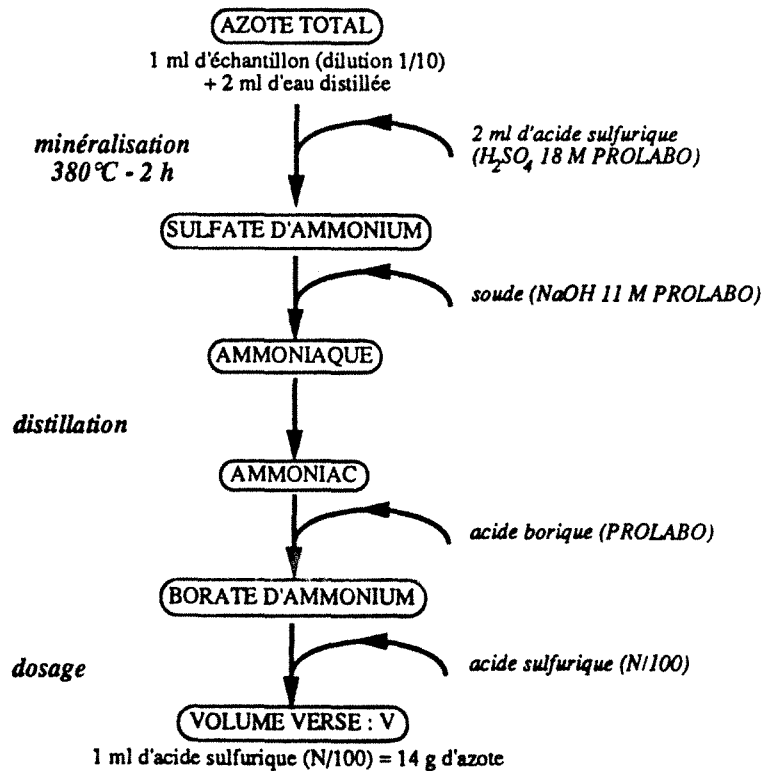 AZOTE TOTAL
1 ml d'échantillon (dilution 1/10)
+ 2 ml d'eau distillée
minéralisation
380°C - 2 h
2 ml d'acide sulfurique
(H₂SO₄ 18 M PROLABO)
SULFATE D'AMMONIUM
soude (NaOH 11 M PROLABO)
AMMONIAQUE
distillation
AMMONIAC
acide borique (PROLABO)
BORATE D'AMMONIUM
dosage
acide sulfurique (N/100)
VOLUME VERSE : V
1 ml d'acide sulfurique (N/100) = 14 g d'azote